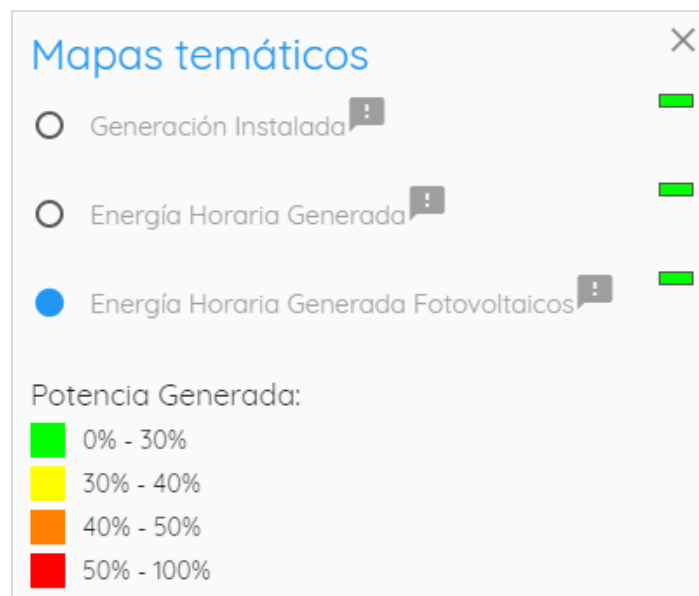 Mapas temáticos
Generación Instalada
Energía Horaria Generada
Energía Horaria Generada Fotovoltaicos
Potencia Generada:
0% - 30%
30% - 40%
40% - 50%
50% - 100%